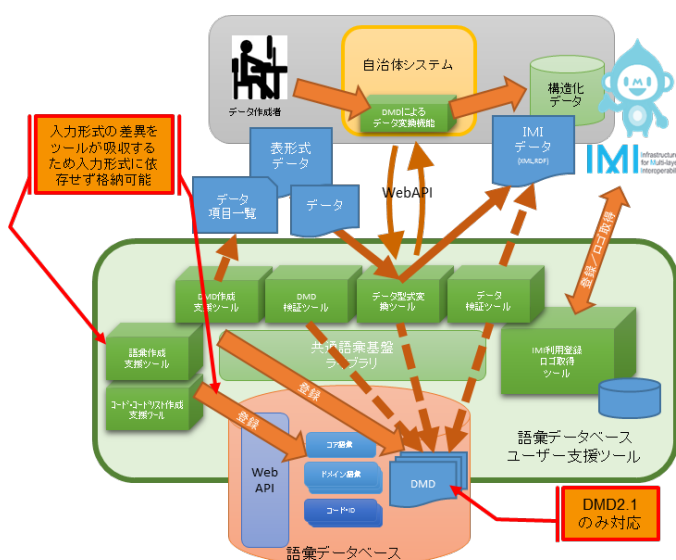 データ作成者
自治体システム
DMDによる
データ変換機能
構造化
データ
入力形式の差異を
ツールが吸収する
ため入力形式に依
存せず格納可能
表形式
データ
データ
項目一覧
データ
WebAPI
IMI
データ
(XML,RDF)
IMI
Infrastructure
for Multi-layer
Interoperability
登録／ロゴ取得
DMD作成
支援ツール
DMD
検証ツール
データ型式変
換ツール
データ
検証ツール
語彙作成
支援ツール
コード・コードリスト作成
支援ツール
共通語彙基盤
ライブラリ
IMI利用登録
ロゴ取得
ツール
登録
登録
語彙データベース
ユーザー支援ツール
Web
API
コア語彙
ドメイン語彙
コード・ID
DMD
DMD2.1
のみ対応
語彙データベース